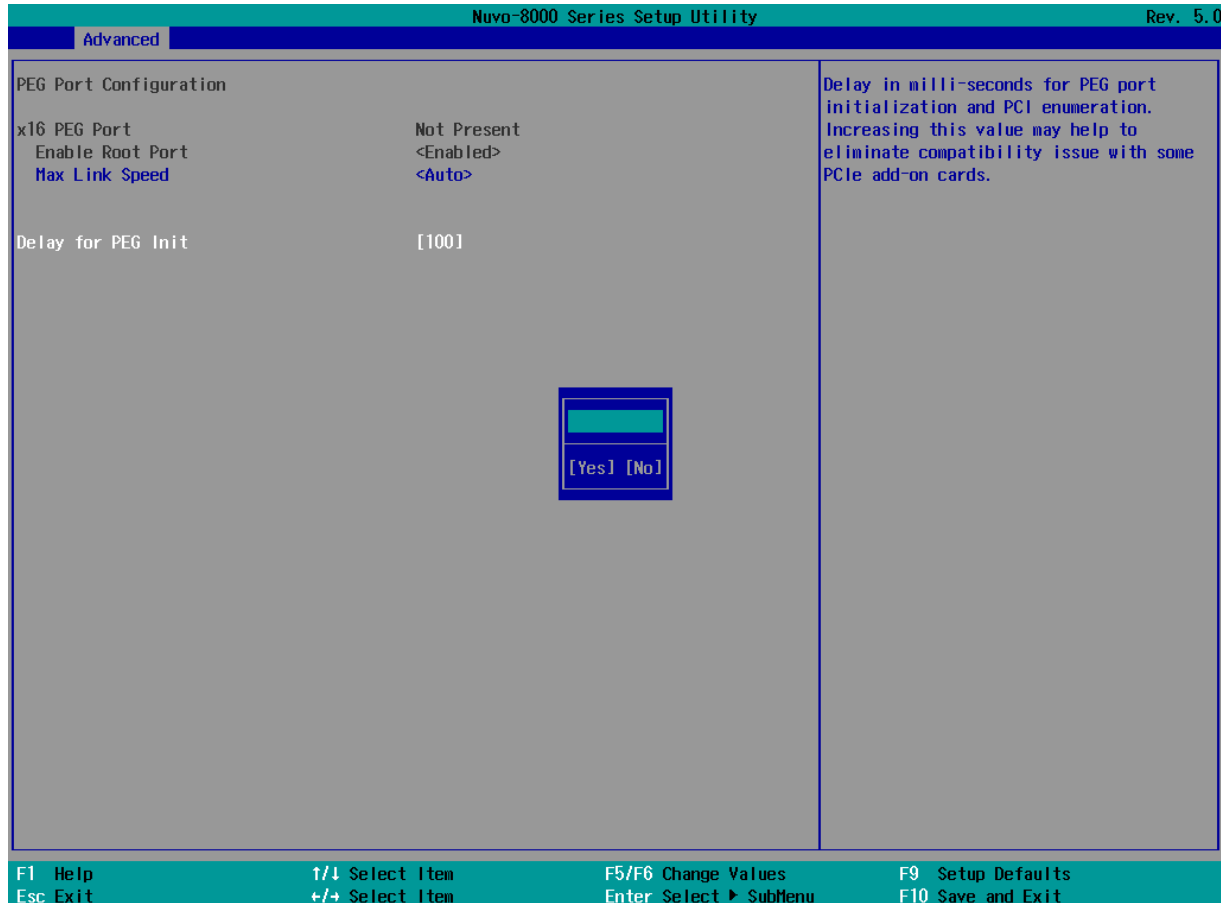 Nuvo-8000 Series Setup Utility Rev. 5.0
Advanced
PEG Port Configuration
x16 PEG Port Not Present
Enable Root Port <Enabled>
Max Link Speed <Auto>
Delay for PEG Init [100]
Delay in milli-seconds for PEG port
initialization and PCI enumeration.
Increasing this value may help to
eliminate compatibility issue with some
PCIe add-on cards.
[Yes] [No]
F1 Help ↑/↓ Select Item F5/F6 Change Values F9 Setup Defaults
Esc Exit ←/→ Select Item Enter Select ▶ SubMenu F10 Save and Exit